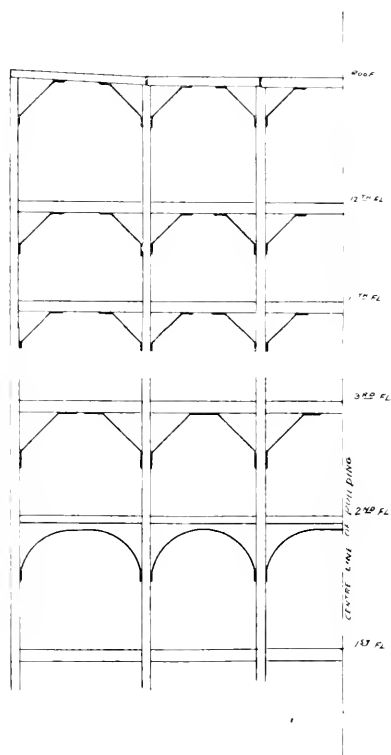 ROOF
12TH FL
11TH FL
3RD FL
2ND FL
CENTRE LINE OF BUILDING
1ST FL